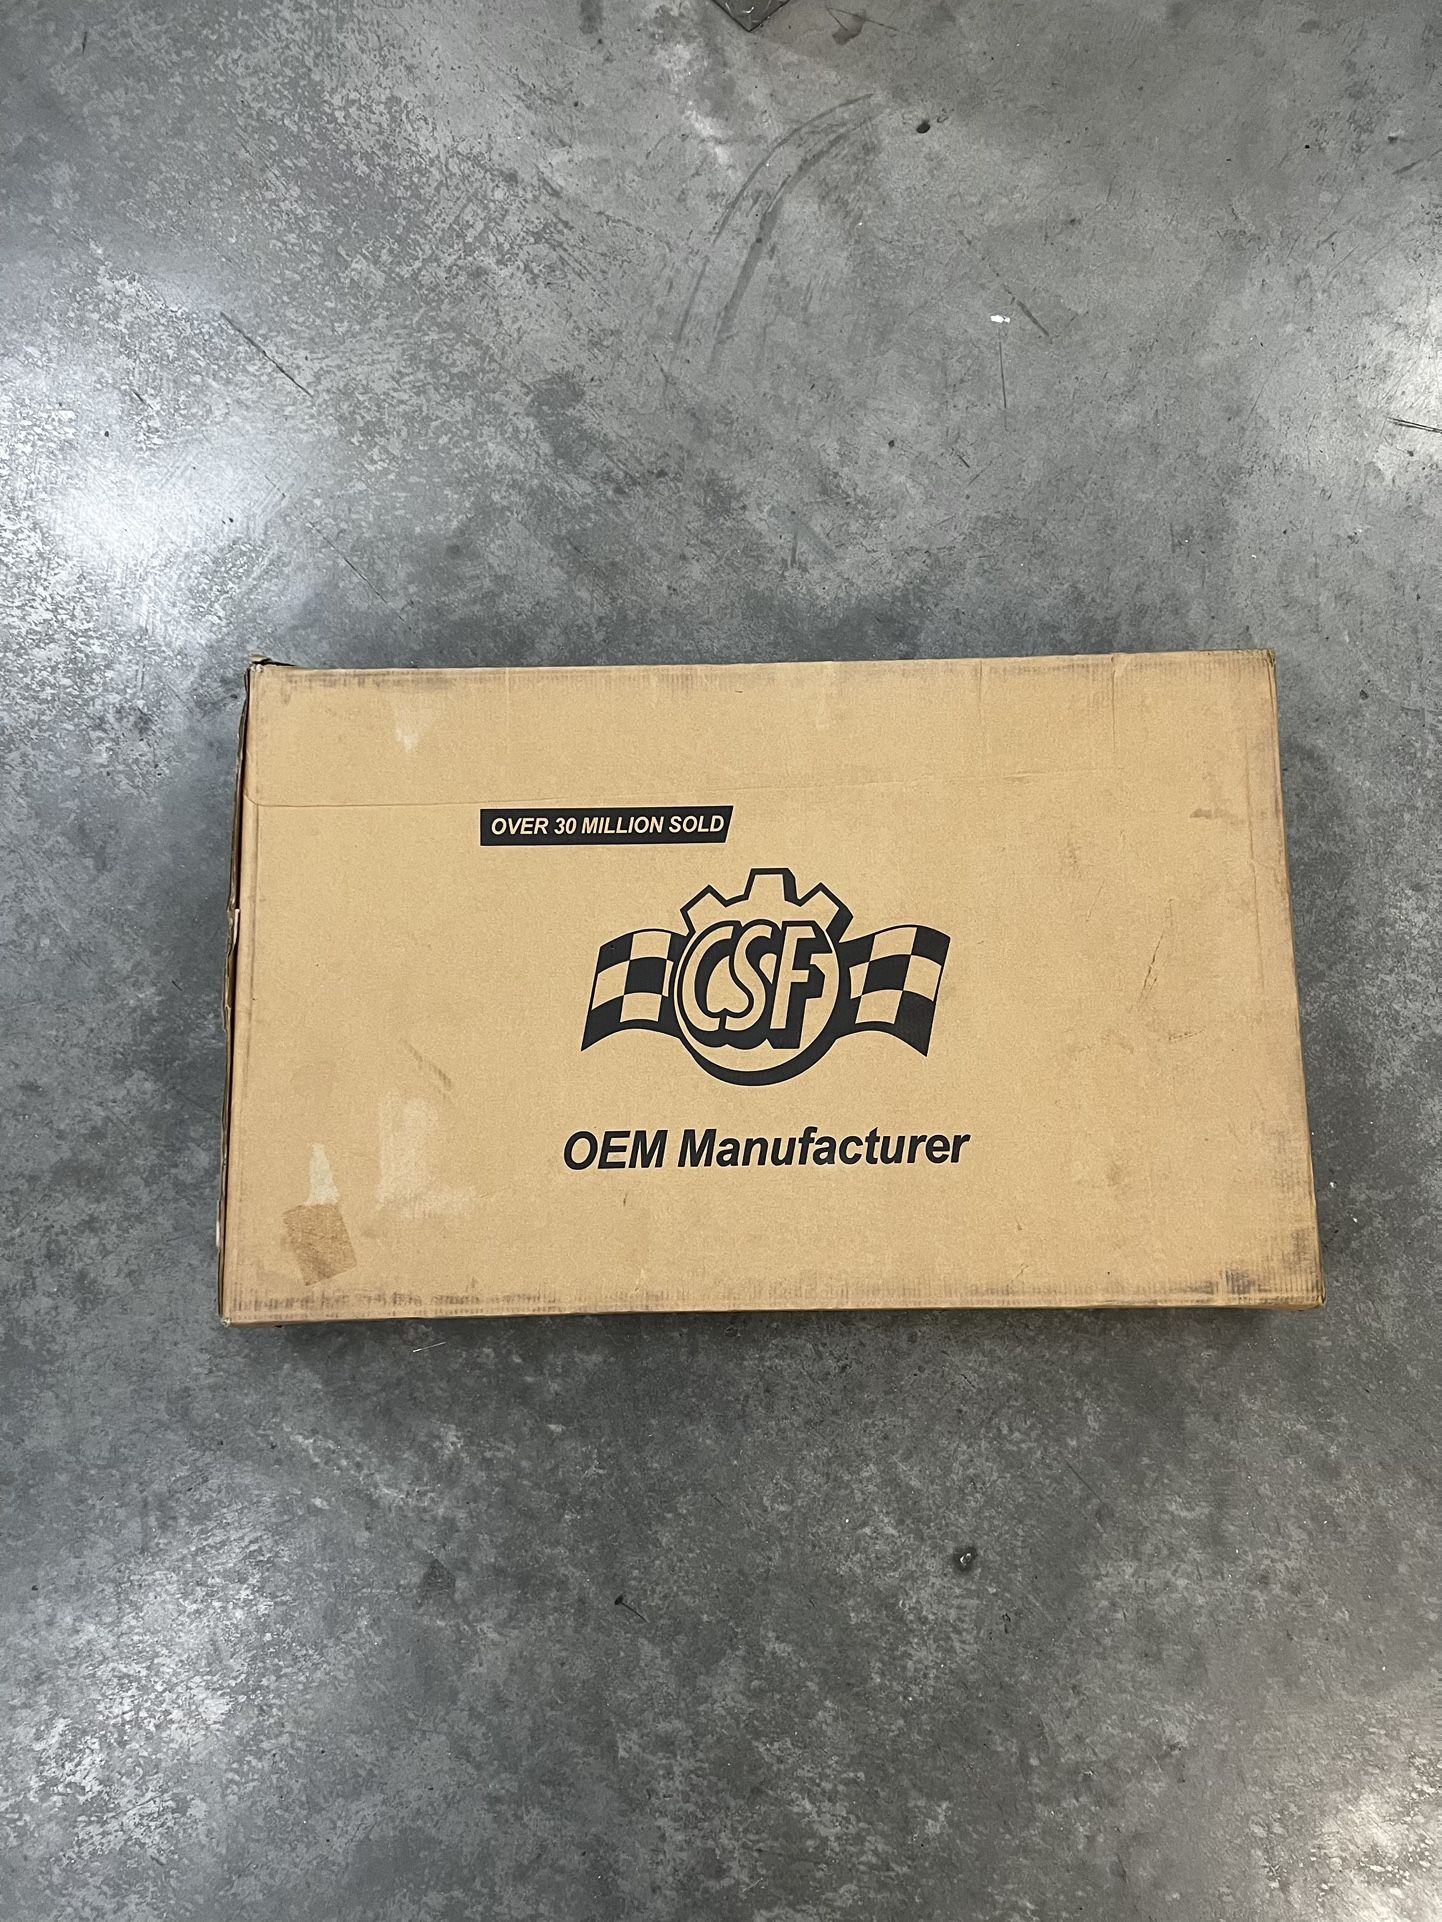 OVER 30 MILLION SOLD
CSF
OEM Manufacturer